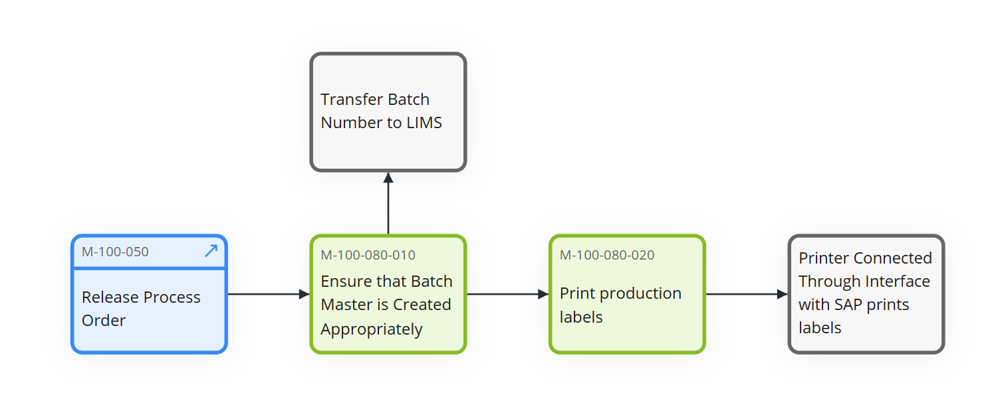 Transfer Batch
Number to LIMS
M-100-050
Release Process
Order
M-100-080-010
Ensure that Batch
Master is Created
Appropriately
M-100-080-020
Print production
labels
Printer Connected
Through Interface
with SAP prints
labels